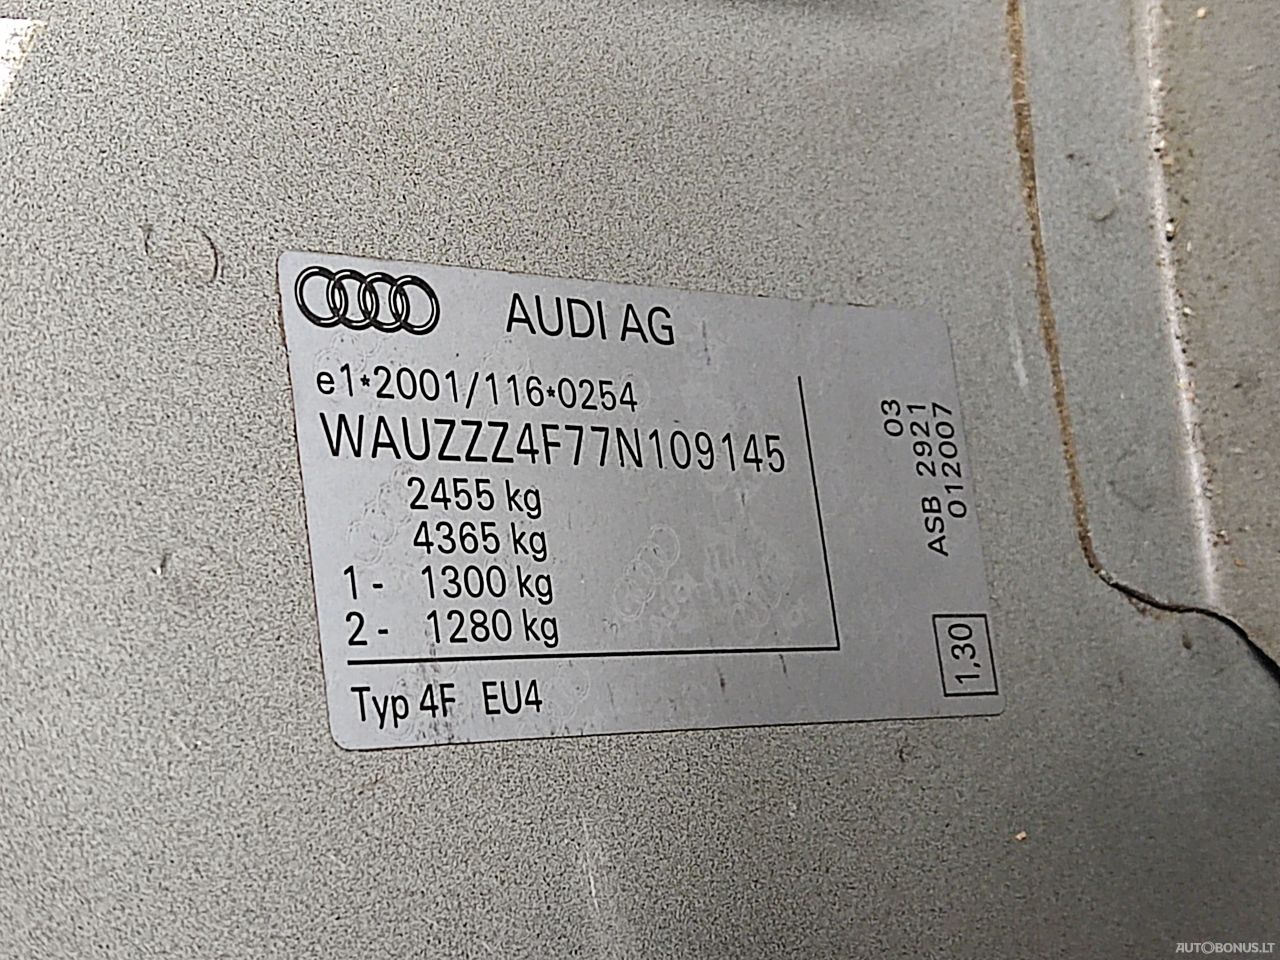 AUDI AG
e1*2001/116*0254
WAUZZZ4F77N109145
2455 kg
4365 kg
1 - 1300 kg
2 - 1280 kg
Typ 4F EU4
03
ASB 2921
012007
1,30
AUTOBONUS.LT